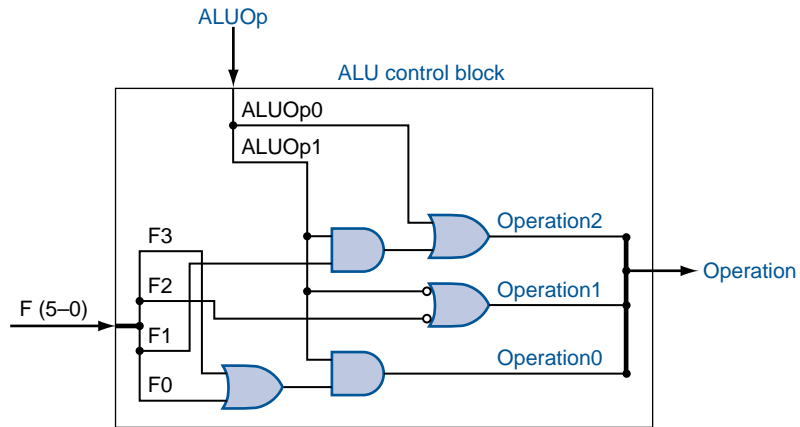 ALUOp
ALU control block
ALUOp0
ALUOp1
Operation2
F3
Operation
F2
Operation1
F (5–0)
F1
Operation0
F0